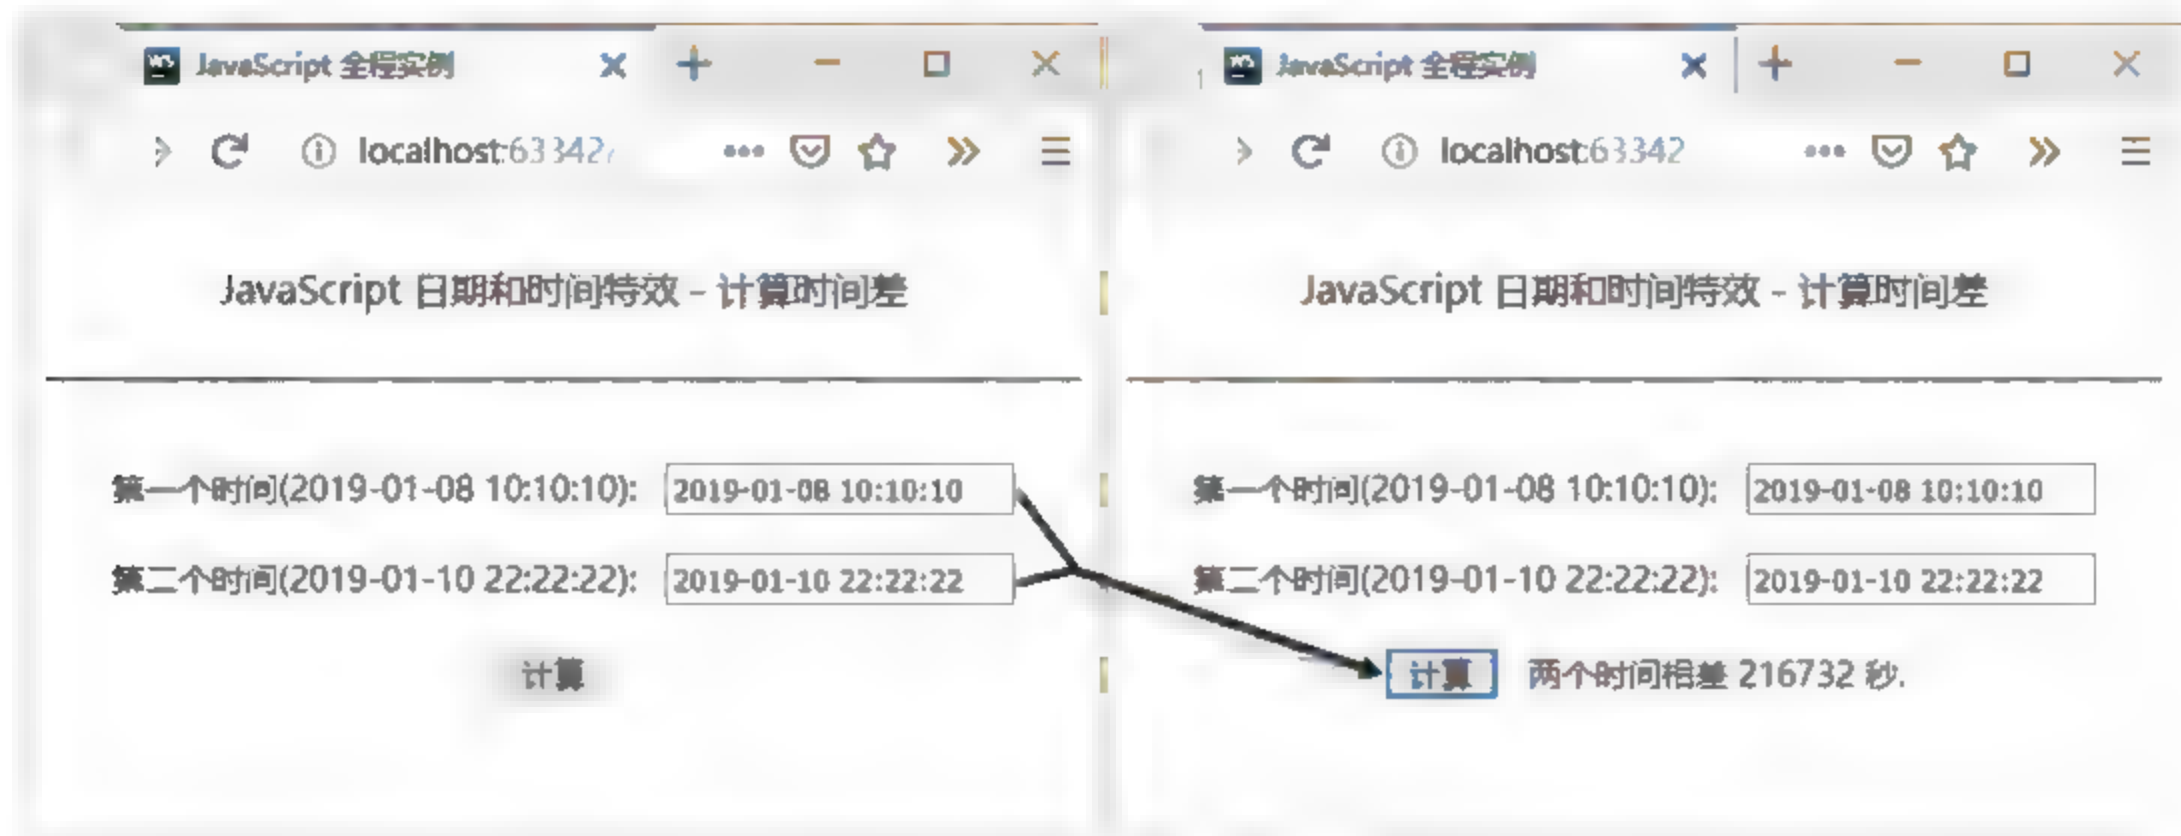 JavaScript 全程实例
localhost:63342/
JavaScript 日期和时间特效 - 计算时间差
第一个时间(2019-01-08 10:10:10): 2019-01-08 10:10:10
第二个时间(2019-01-10 22:22:22): 2019-01-10 22:22:22
计算
JavaScript 全程实例
localhost:63342
JavaScript 日期和时间特效 - 计算时间差
第一个时间(2019-01-08 10:10:10): 2019-01-08 10:10:10
第二个时间(2019-01-10 22:22:22): 2019-01-10 22:22:22
计算 两个时间相差 216732 秒.